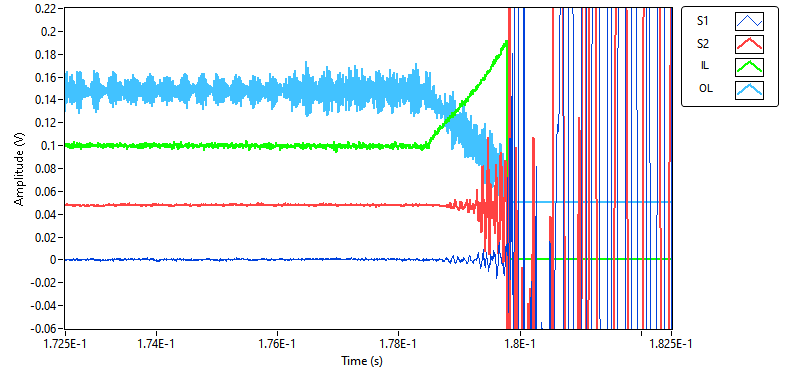 0.22
0.2
0.18
0.16
0.14
0.12
0.1
0.08
0.06
0.04
0.02
0
-0.02
-0.04
-0.06
Amplitude (V)
1.725E-1 1.74E-1 1.76E-1 1.78E-1 1.8E-1 1.825E-1
Time (s)
S1
S2
IL
OL